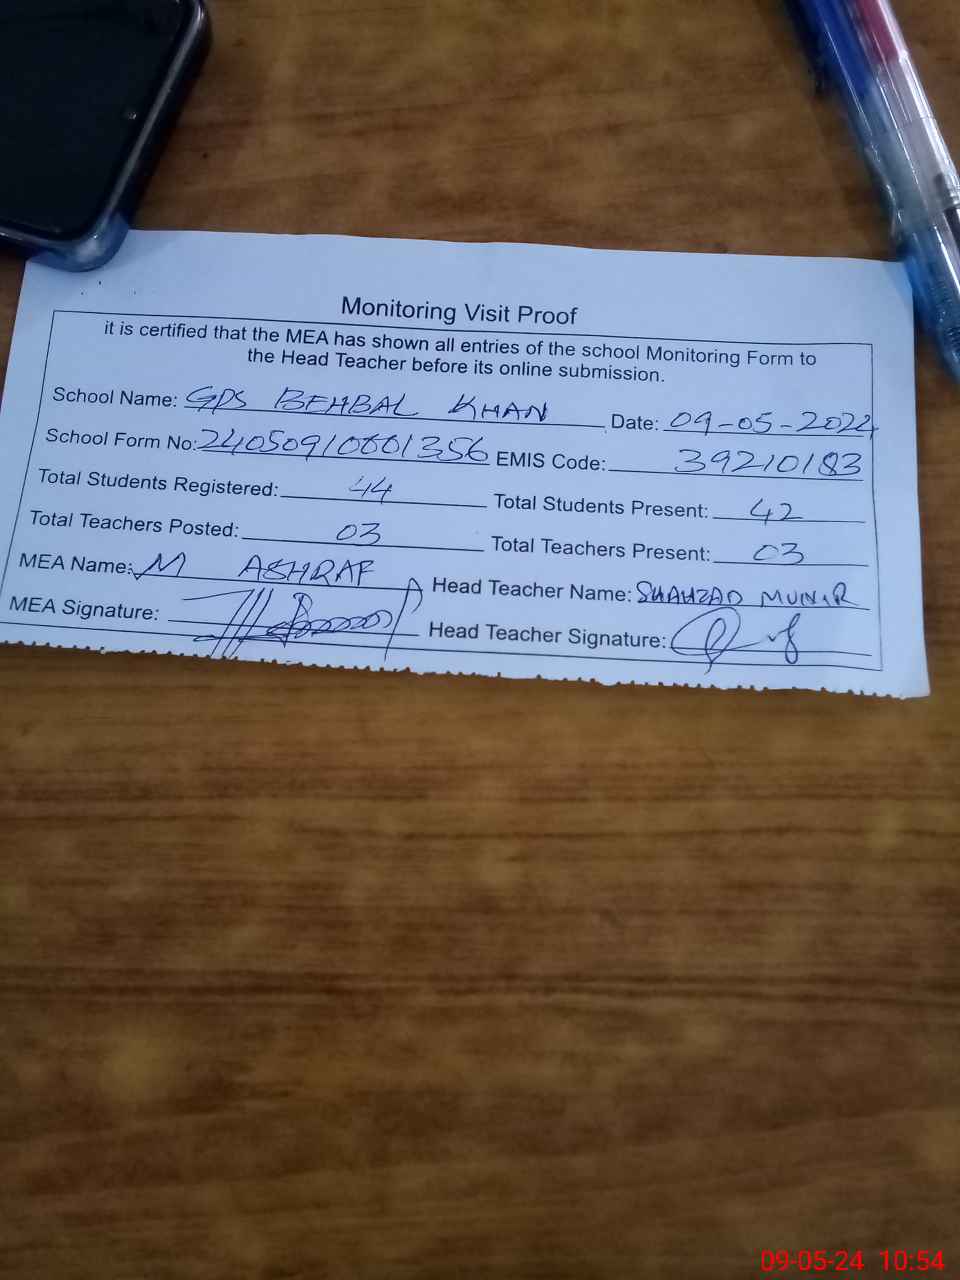 Monitoring Visit Proof
it is certified that the MEA has shown all entries of the school Monitoring Form to
the Head Teacher before its online submission.
School Name: GPS BEHBAL KHAN Date: 09-05-2024
School Form No: 24050910601356 EMIS Code: 39210183
Total Students Registered: 44 Total Students Present: 42
Total Teachers Posted: 03 Total Teachers Present: 03
MEA Name: M ASHRAF Head Teacher Name: SHAHZAD MUNIR
MEA Signature: Head Teacher Signature:
09-05-24 10:54